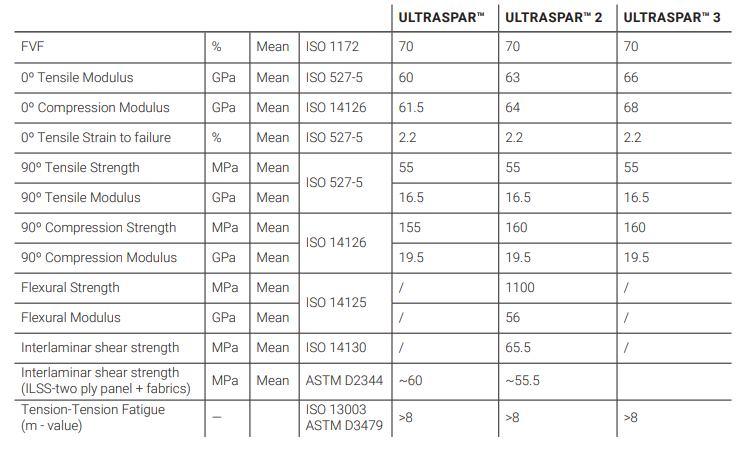 ULTRASPAR™ ULTRASPAR™ 2 ULTRASPAR™ 3
FVF % Mean ISO 1172 70 70 70
0º Tensile Modulus GPa Mean ISO 527-5 60 63 66
0º Compression Modulus GPa Mean ISO 14126 61.5 64 68
0º Tensile Strain to failure % Mean ISO 527-5 2.2 2.2 2.2
90º Tensile Strength MPa Mean ISO 527-5 55 55 55
90º Tensile Modulus GPa Mean 16.5 16.5 16.5
90º Compression Strength MPa Mean ISO 14126 155 160 160
90º Compression Modulus GPa Mean 19.5 19.5 19.5
Flexural Strength MPa Mean ISO 14125 / 1100 /
Flexural Modulus GPa Mean / 56 /
Interlaminar shear strength MPa Mean ISO 14130 / 65.5
Interlaminar shear strength
(ILSS-two ply panel + fabrics) MPa Mean ASTM D2344 ~60 ~55.5
Tension-Tension Fatigue — ISO 13003 >8 >8 >8
(m - value) ASTM D3479